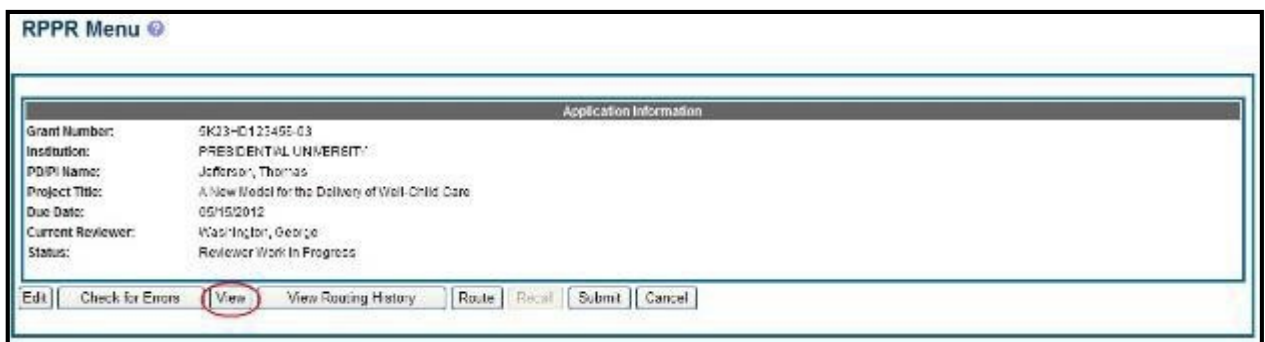 RPPR Menu
Application Information
Grant Number: 5K23HD123456-03
Institution: PRESIDENTIAL UNIVERSITY
PD/PI Name: Jefferson, Thomas
Project Title: A New Model for the Delivery of Well-Child Care
Due Date: 05/15/2012
Current Reviewer: Washington, George
Status: Reviewer Work in Progress
Edit Check for Errors View View Routing History Route Recall Submit Cancel